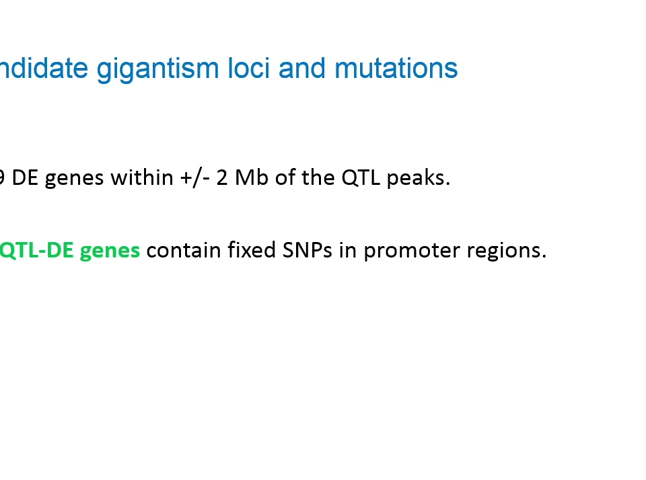 ndidate gigantism loci and mutations
9 DE genes within +/- 2 Mb of the QTL peaks.
QTL-DE genes contain fixed SNPs in promoter regions.